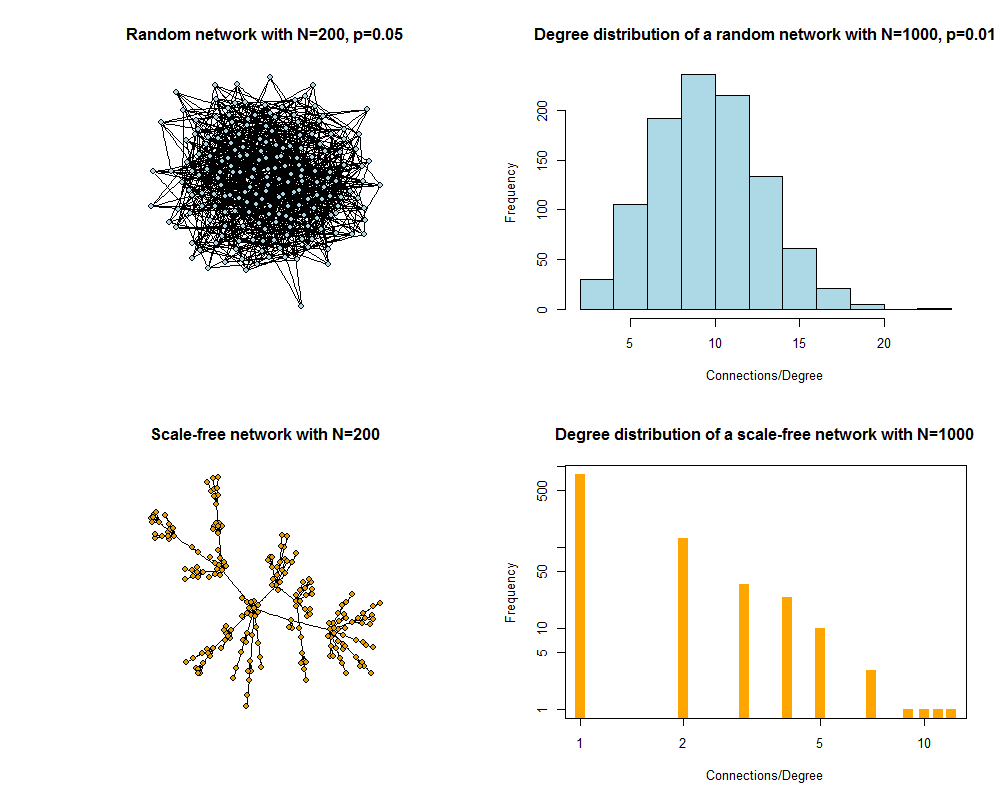 Random network with N=200, p=0.05
Degree distribution of a random network with N=1000, p=0.01
Frequency
0 50 100 150 200
5 10 15 20
Connections/Degree
Scale-free network with N=200
Degree distribution of a scale-free network with N=1000
Frequency
1 5 10 50 500
1 2 5 10
Connections/Degree